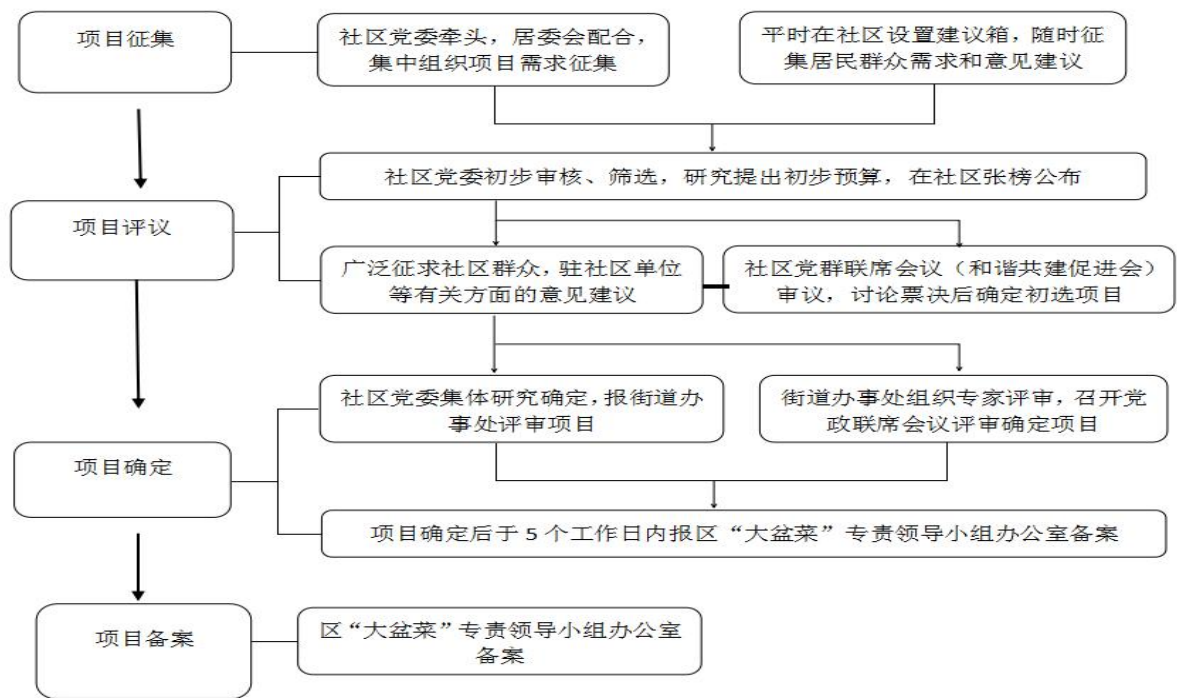 项目征集
社区党委牵头，居委会配合，
集中组织项目需求征集
平时在社区设置建议箱，随时征
集居民群众需求和意见建议
社区党委初步审核、筛选，研究提出初步预算，在社区张榜公布
项目评议
广泛征求社区群众，驻社区单位
等有关方面的意见建议
社区党群联席会议（和谐共建促进会）
审议，讨论票决后确定初选项目
社区党委集体研究确定，报街道办
事处评审项目
街道办事处组织专家评审，召开党
政联席会议评审确定项目
项目确定
项目确定后于 5 个工作日内报区“大盆菜”专责领导小组办公室备案
项目备案
区“大盆菜”专责领导小组办公室
备案